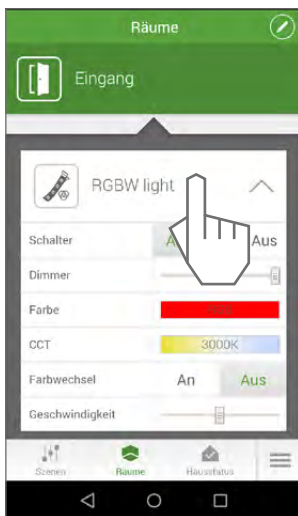 Räume
Eingang
RGBW light
Schalter Aus
Dimmer
Farbe
CCT 3000K
Farbwechsel An Aus
Geschwindigkeit
Szenen Räume Hausstatus